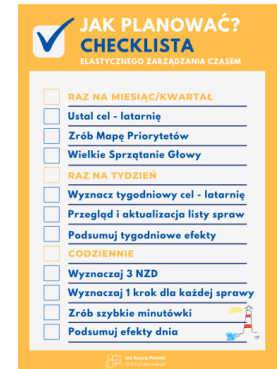 JAK PLANOWAĆ?
CHECKLISTA
ELASTYCZNEGO ZARZĄDZANIA CZASEM
RAZ NA MIESIĄC/KWARTAŁ
Ustal cel - latarnię
Zrób Mapę Priorytetów
Wielkie Sprzątanie Głowy
RAZ NA TYDZIEŃ
Wyznacz tygodniowy cel - latarnię
Przegląd i aktualizacja listy spraw
Podsumuj tygodniowe efekty
CODZIENNIE
Wyznaczaj 3 NZD
Wyznaczaj 1 krok dla każdej sprawy
Zrób szybkie minutówki
Podsumuj efekty dnia